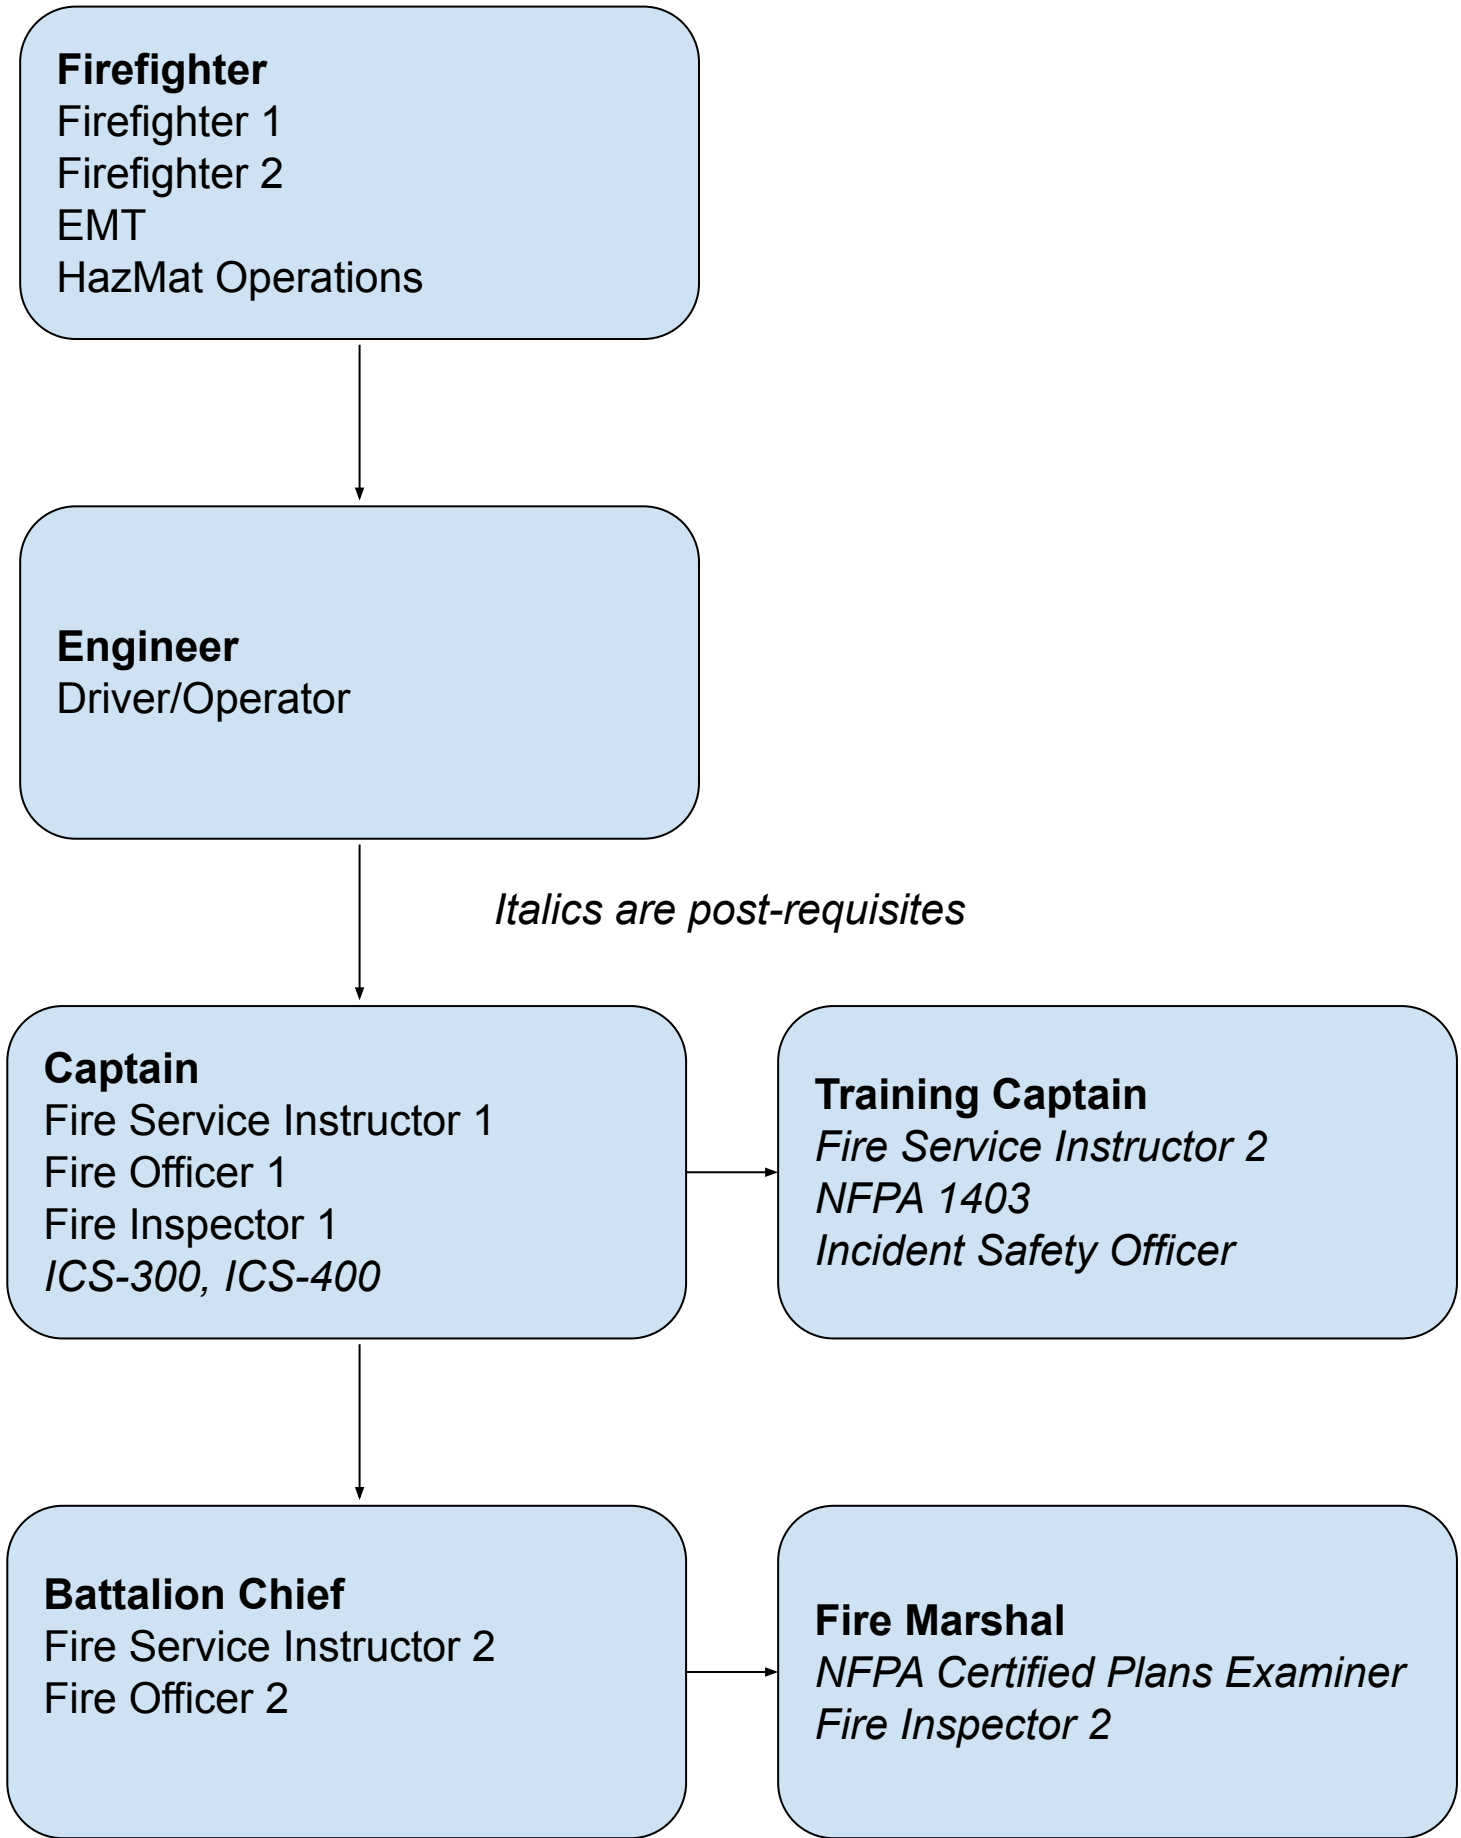 Firefighter
Firefighter 1
Firefighter 2
EMT
HazMat Operations
Engineer
Driver/Operator
Italics are post-requisites
Captain
Fire Service Instructor 1
Fire Officer 1
Fire Inspector 1
ICS-300, ICS-400
Training Captain
Fire Service Instructor 2
NFPA 1403
Incident Safety Officer
Battalion Chief
Fire Service Instructor 2
Fire Officer 2
Fire Marshal
NFPA Certified Plans Examiner
Fire Inspector 2